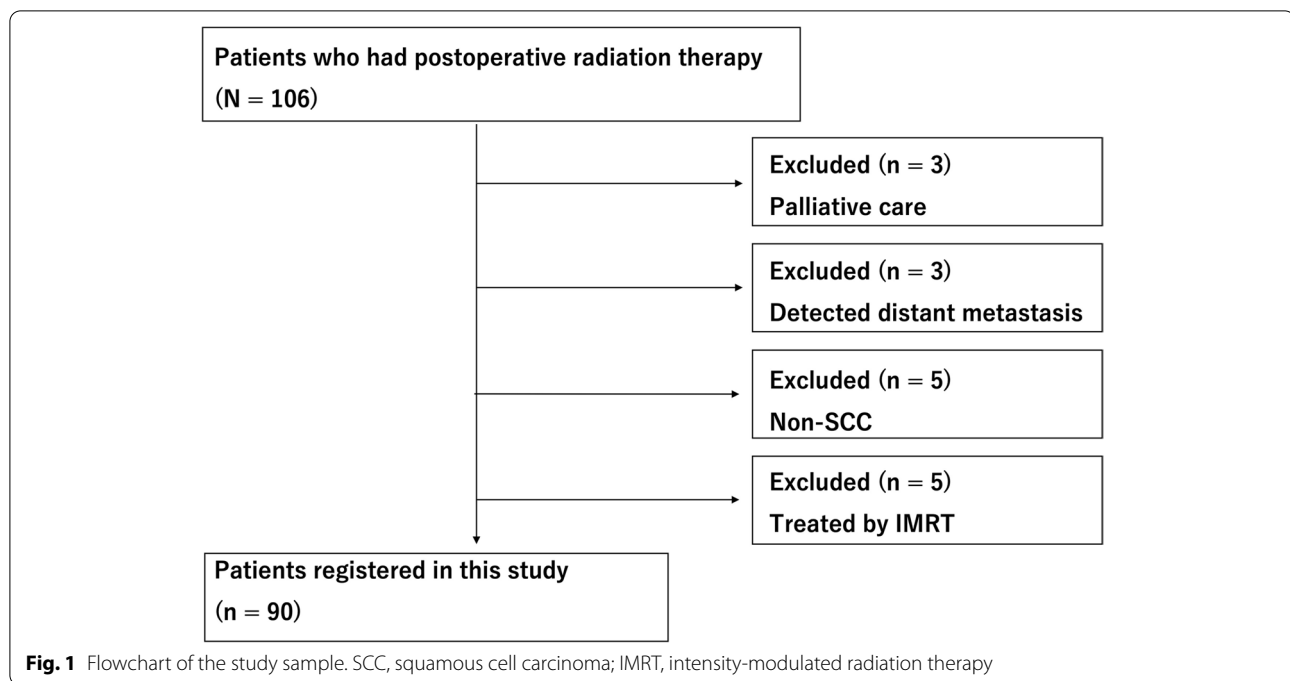 Patients who had postoperative radiation therapy
(N = 106)
Excluded (n = 3)
Palliative care
Excluded (n = 3)
Detected distant metastasis
Excluded (n = 5)
Non-SCC
Excluded (n = 5)
Treated by IMRT
Patients registered in this study
(n = 90)
Fig. 1 Flowchart of the study sample. SCC, squamous cell carcinoma; IMRT, intensity-modulated radiation therapy